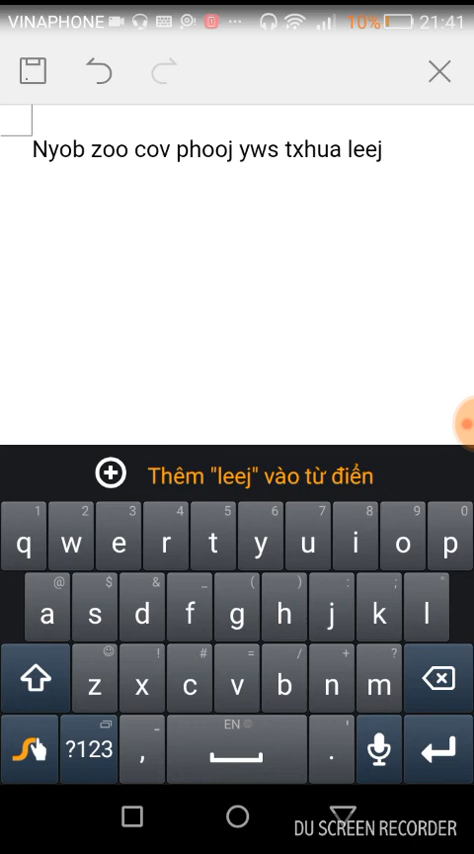 VINAPHONE ... 10% 21:41
Nyob zoo cov phooj yws txhua leej
Thêm "leej" vào từ điển
1 2 3 4 5 6 7 8 9 0
q w e r t y u i o p
@ $ & _ ( ) : ; "
a s d f g h j k l
! # = / + ?
z x c v b n m
EN
?123 , .
DU SCREEN RECORDER